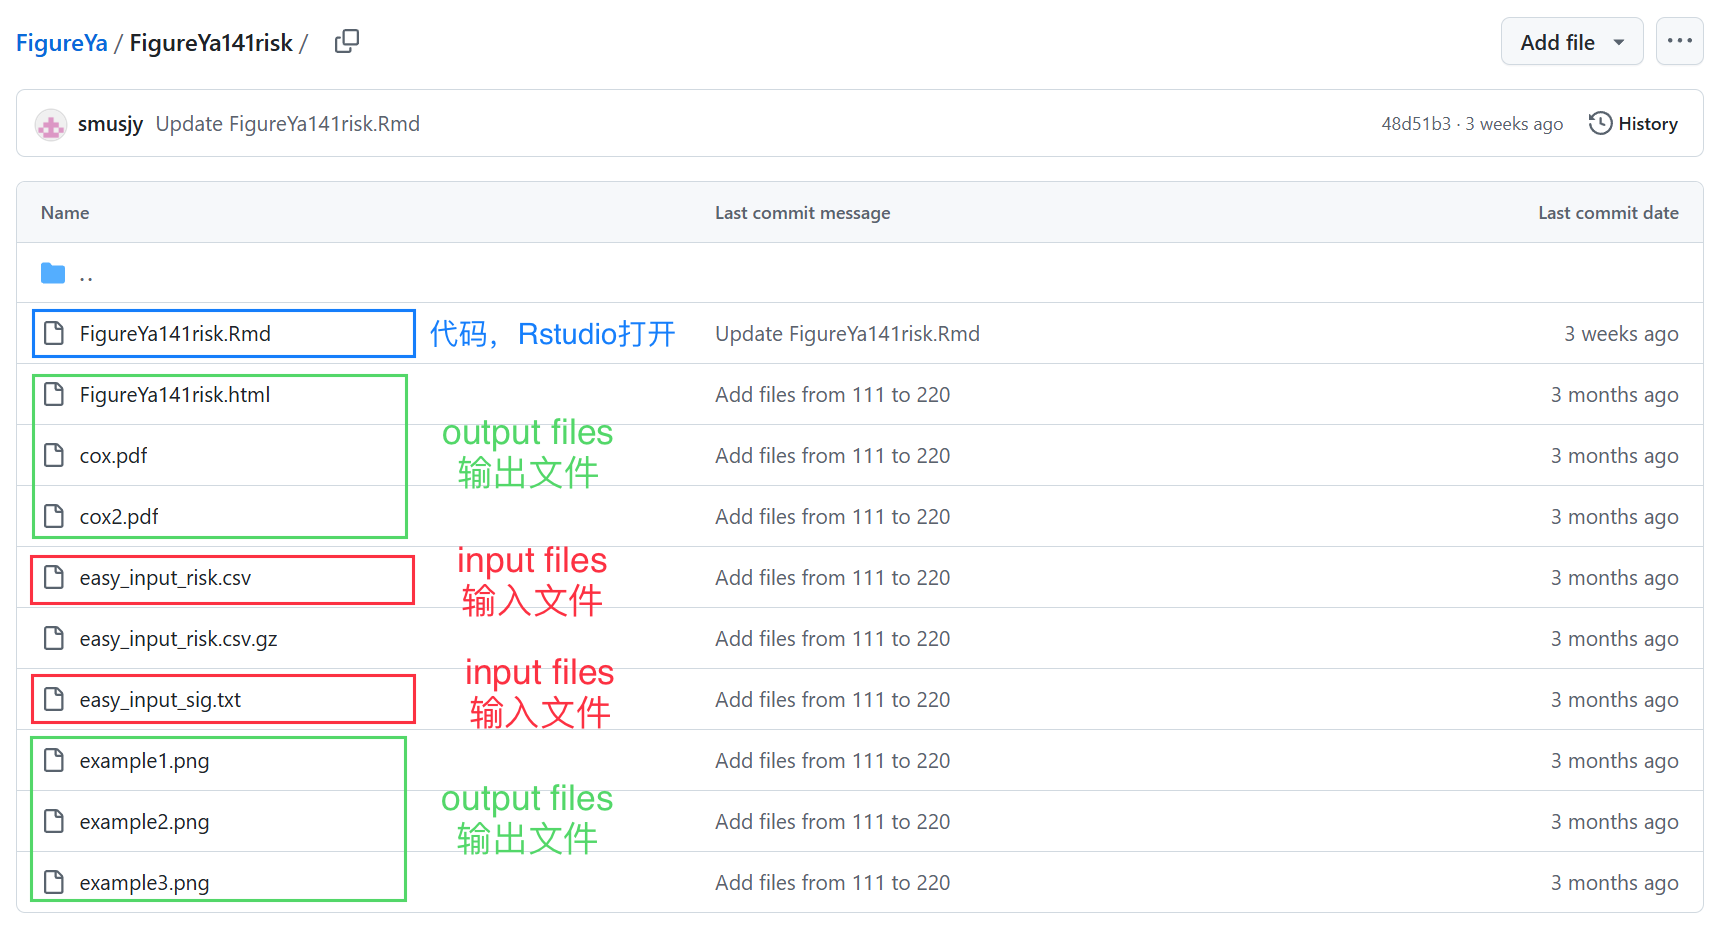 FigureYa / FigureYa141risk /
Add file
smusjy Update FigureYa141risk.Rmd
48d51b3 · 3 weeks ago
History
Name Last commit message Last commit date
..
FigureYa141risk.Rmd 代码，Rstudio打开 Update FigureYa141risk.Rmd 3 weeks ago
FigureYa141risk.html Add files from 111 to 220 3 months ago
output files
输出文件
cox.pdf Add files from 111 to 220 3 months ago
cox2.pdf Add files from 111 to 220 3 months ago
input files
输入文件
easy_input_risk.csv Add files from 111 to 220 3 months ago
easy_input_risk.csv.gz Add files from 111 to 220 3 months ago
input files
输入文件
easy_input_sig.txt Add files from 111 to 220 3 months ago
example1.png Add files from 111 to 220 3 months ago
output files
输出文件
example2.png Add files from 111 to 220 3 months ago
example3.png Add files from 111 to 220 3 months ago